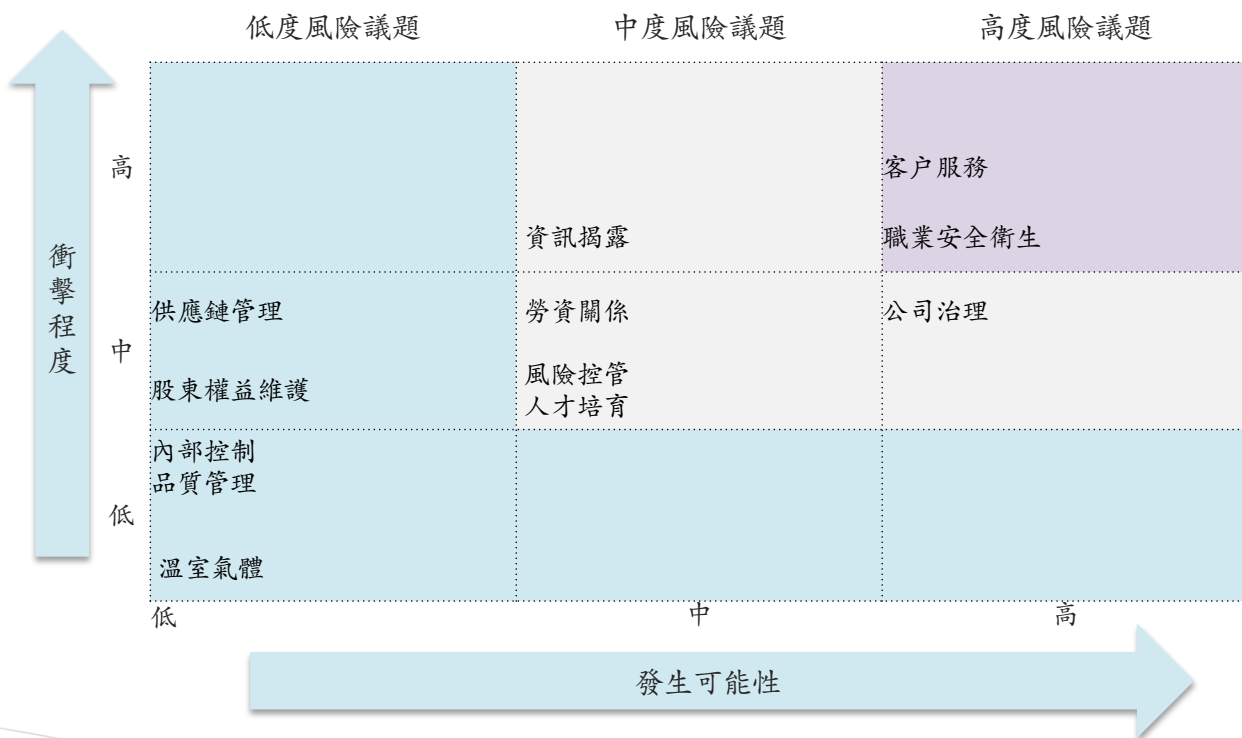 低度風險議題
中度風險議題
高度風險議題
衝擊程度
高
客户服務
資訊揭露
職業安全衛生
中
供應鏈管理
勞資關係
公司治理
股東權益維護
風險控管
人才培育
低
內部控制
品質管理
溫室氣體
低
中
高
發生可能性